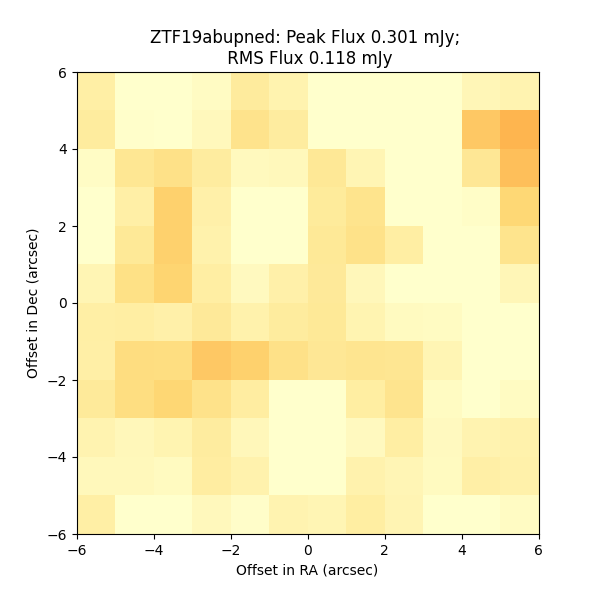 ZTF19abupned: Peak Flux 0.301 mJy;
RMS Flux 0.118 mJy
6
4
2
0
−2
−4
−6
Offset in Dec (arcsec)
−6 −4 −2 0 2 4 6
Offset in RA (arcsec)